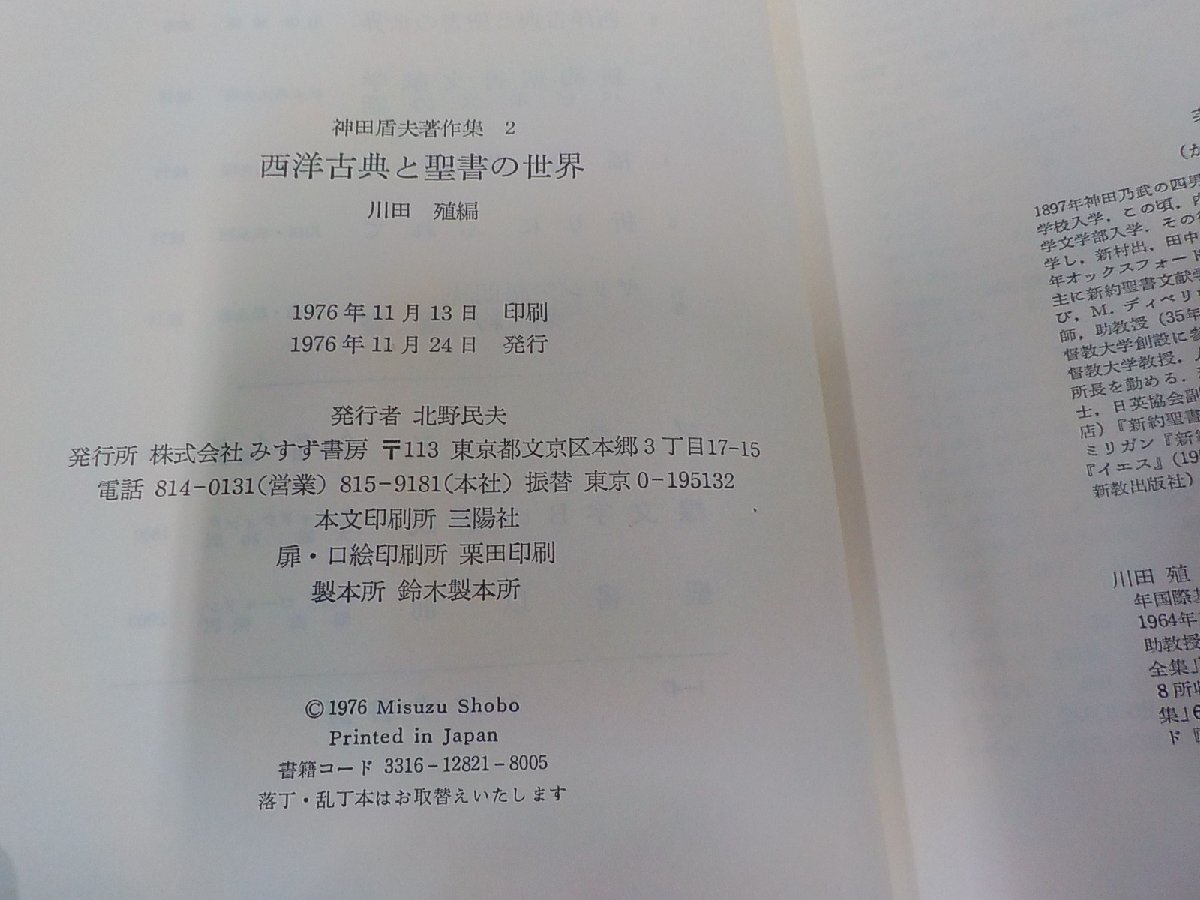 神田盾夫著作集 2
西洋古典と聖書の世界
川田 殖編
1976年11月13日 印刷
1976年11月24日 発行
発行者 北野民夫
発行所 株式会社 みすず書房 〒113 東京都文京区本郷3丁目17-15
電話 814-0131(営業) 815-9181(本社) 振替 東京0-195132
本文印刷所 三陽社
扉・口絵印刷所 栗田印刷
製本所 鈴木製本所
© 1976 Misuzu Shobo
Printed in Japan
書籍コード 3316-12821-8005
落丁・乱丁本はお取替えいたします
(か
1897年神田乃武の四男
学校入学，この頃，内
学文学部入学，その
学し，新村出，田中
年オックスフォード
主に新約聖書文献学
び，M. ディベリ
師，助教授 (35年
督教大学創設に
督教大学教授，
所長を勤める．
士，日英協会副
店)『新約聖書
ミリガン『新
『イエス』(19
新教出版社)
川田 殖
年国際基
1964年
助教授
全集』
8所収
集』6
ド『